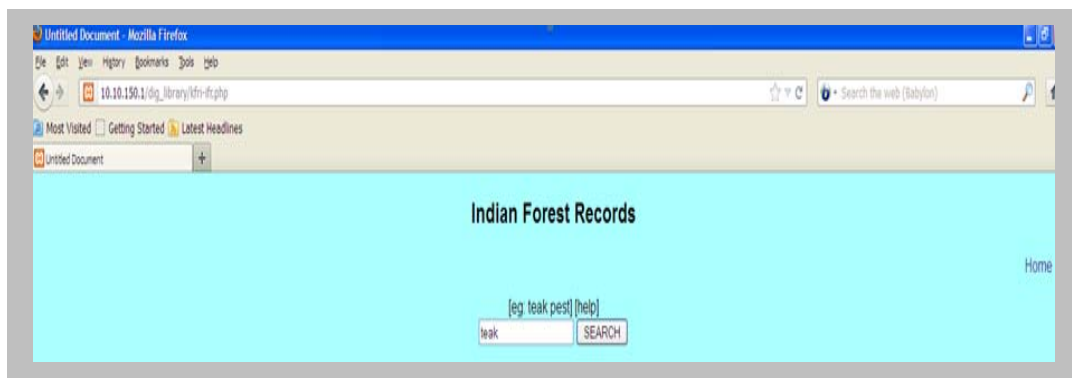 Untitled Document - Mozilla Firefox
File Edit View History Bookmarks Tools Help
10.10.150.1/dig_library/kfri-ifr.php
Search the web (Babylon)
Most Visited Getting Started Latest Headlines
Untitled Document +
Indian Forest Records
Home
[eg: teak pest] [help]
teak SEARCH